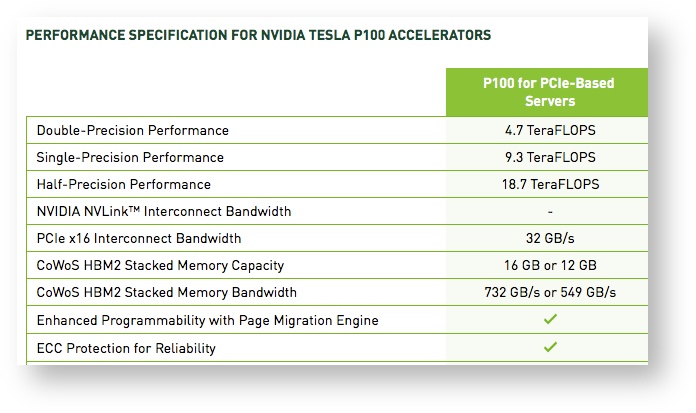 PERFORMANCE SPECIFICATION FOR NVIDIA TESLA P100 ACCELERATORS
P100 for PCIe-Based
Servers
Double-Precision Performance 4.7 TeraFLOPS
Single-Precision Performance 9.3 TeraFLOPS
Half-Precision Performance 18.7 TeraFLOPS
NVIDIA NVLink™ Interconnect Bandwidth -
PCIe x16 Interconnect Bandwidth 32 GB/s
CoWoS HBM2 Stacked Memory Capacity 16 GB or 12 GB
CoWoS HBM2 Stacked Memory Bandwidth 732 GB/s or 549 GB/s
Enhanced Programmability with Page Migration Engine ✓
ECC Protection for Reliability ✓